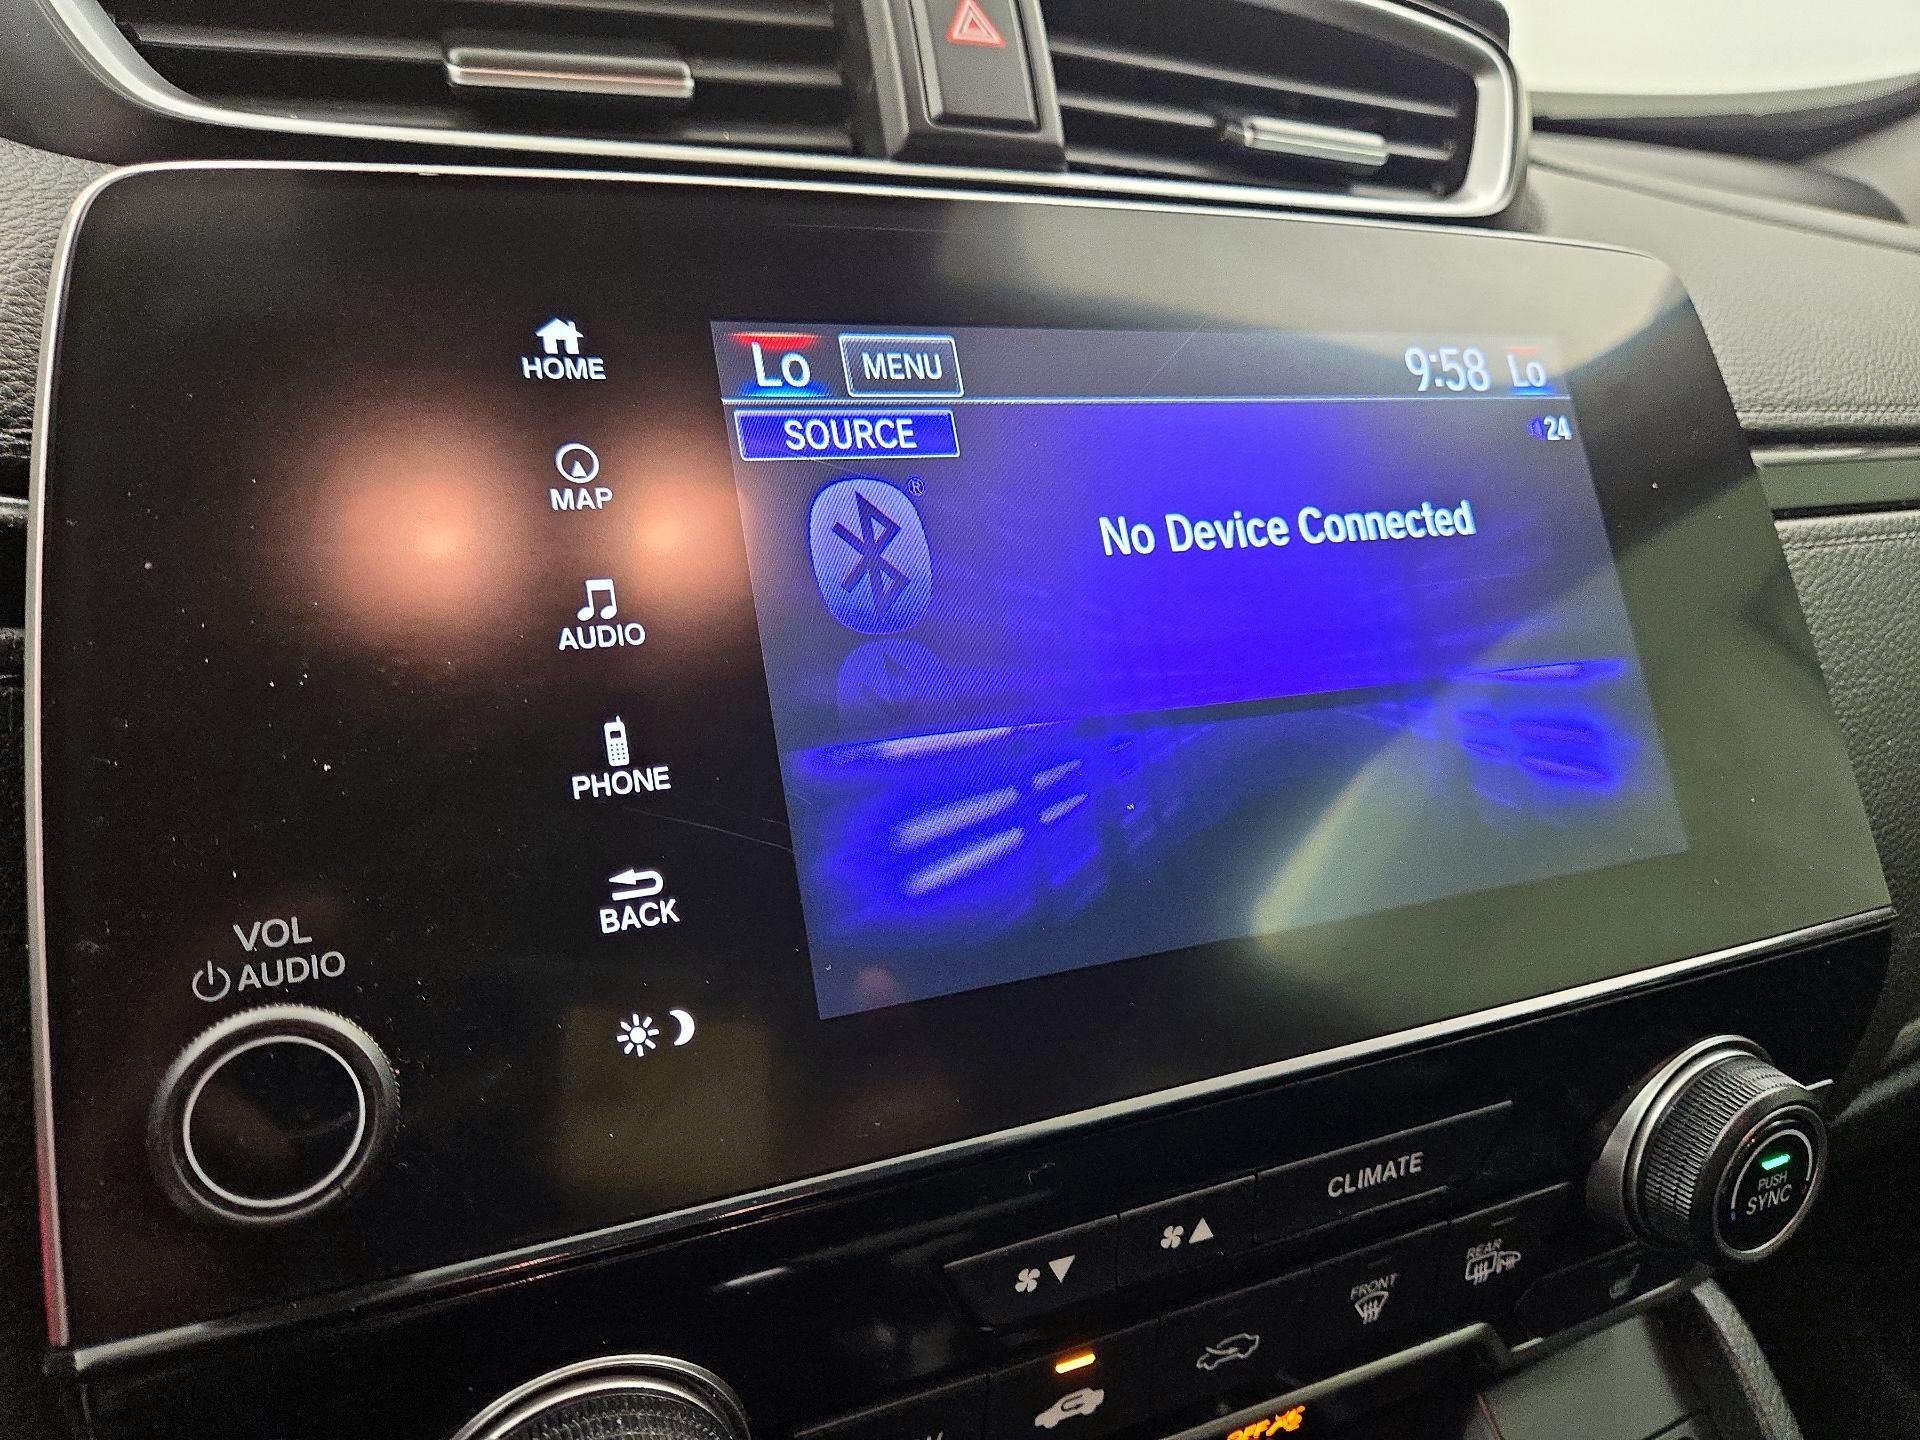 HOME
MAP
AUDIO
PHONE
BACK
VOL
AUDIO
Lo MENU 9:58 Lo
SOURCE 24
®
No Device Connected
CLIMATE
PUSH
SYNC
FRONT
REAR
OFF